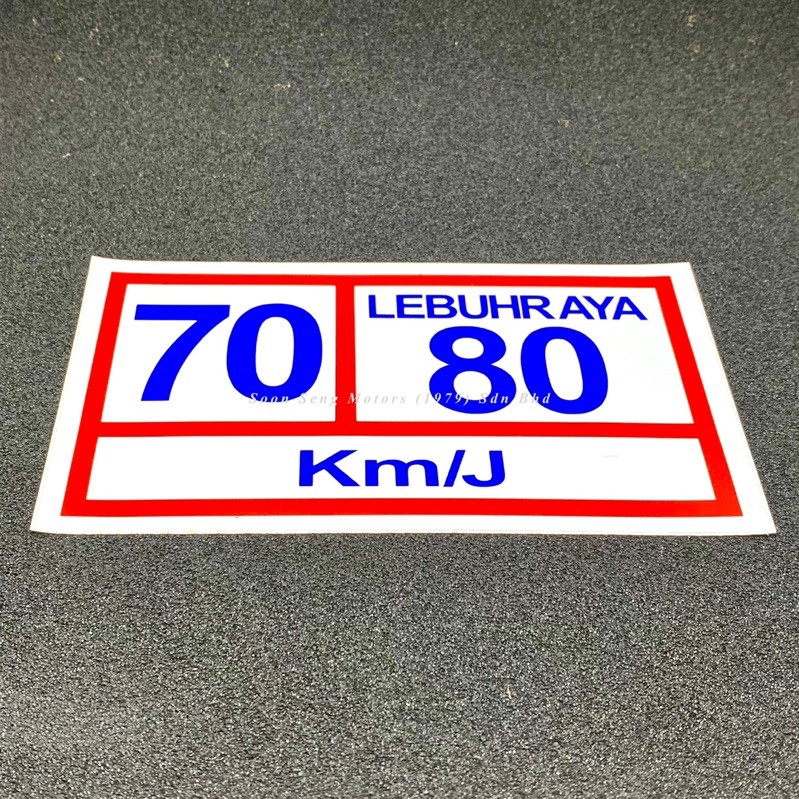 70
LEBUHRAYA
80
Soon Seng Motors (1979) Sdn Bhd
Km/J